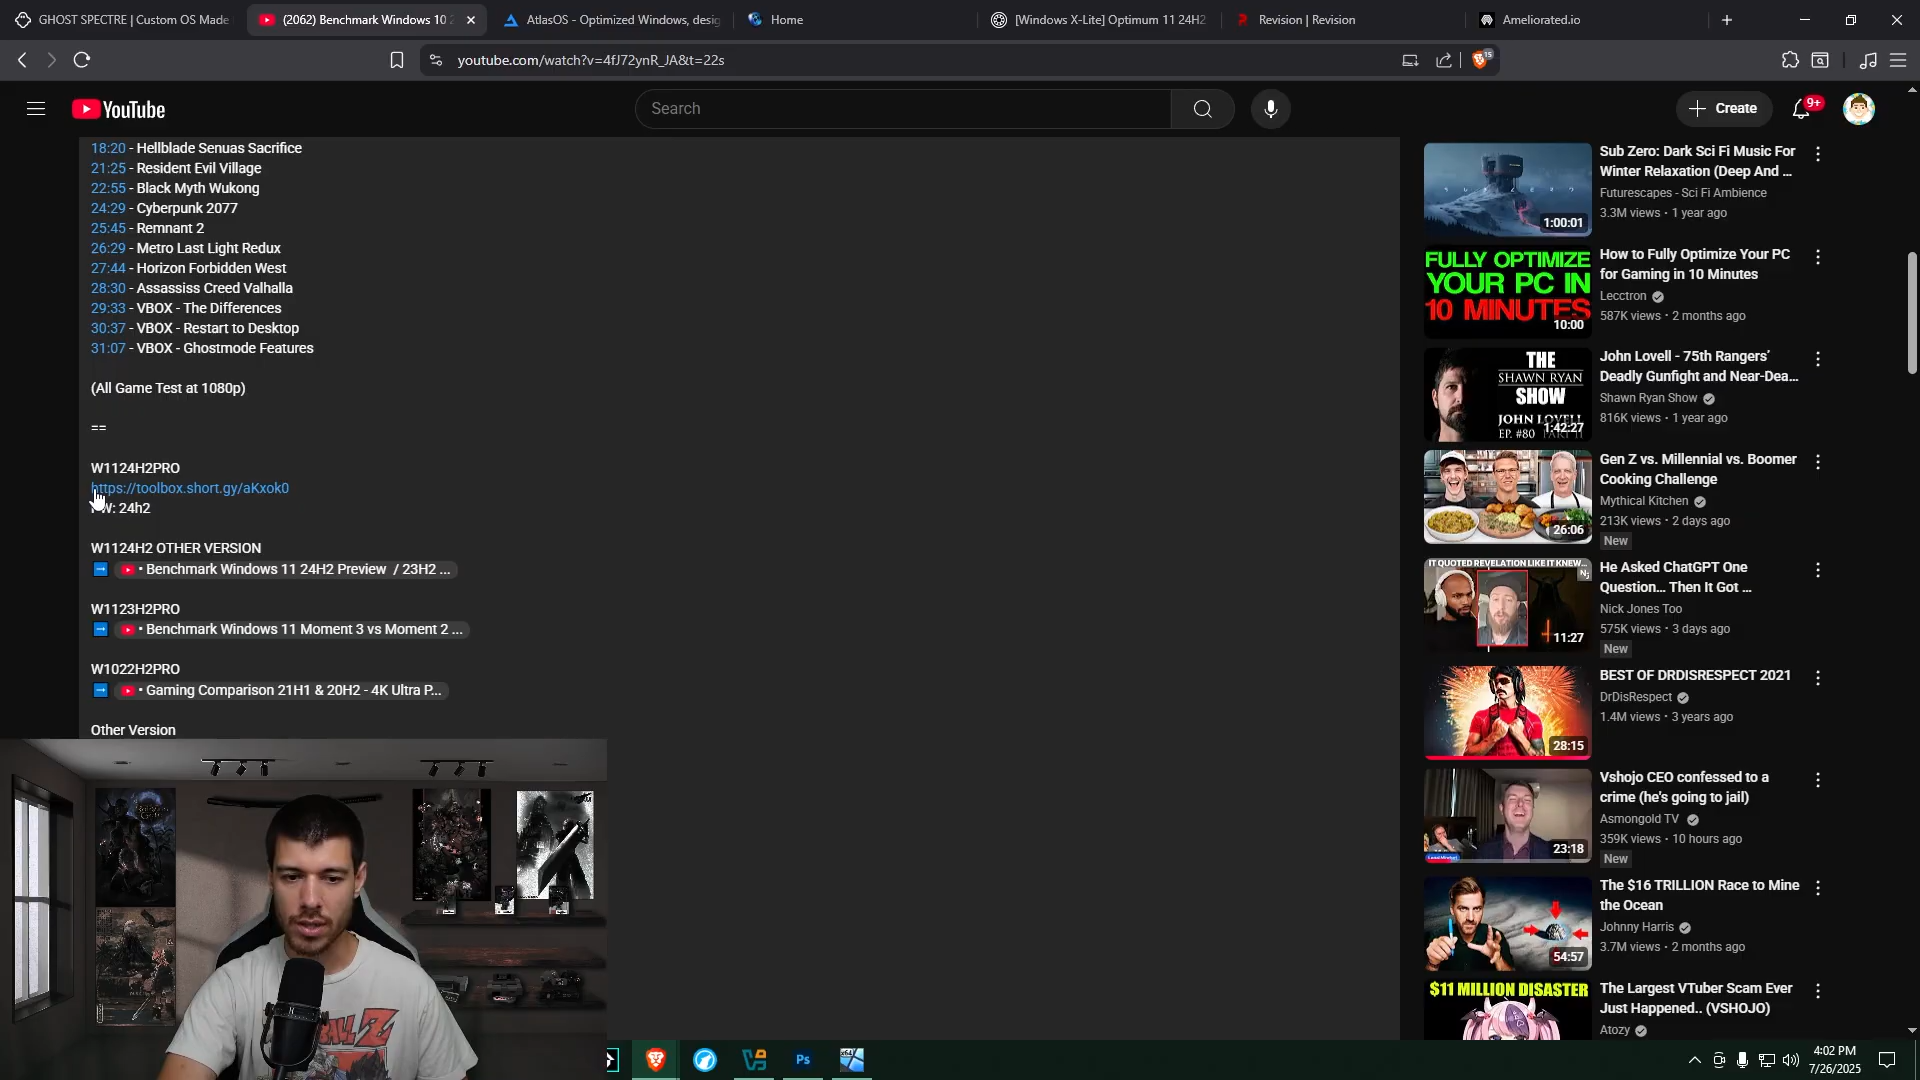 GHOST SPECTRE | Custom OS Made
(2062) Benchmark Windows 10 2
AtlasOS - Optimized Windows, desig
Home
[Windows X-Lite] Optimum 11 24H2
Revision | Revision
Ameliorated.io
youtube.com/watch?v=4fJ72ynR_JA&t=22s
15
YouTube
Search
Create
9+
18:20 - Hellblade Senuas Sacrifice
21:25 - Resident Evil Village
22:55 - Black Myth Wukong
24:29 - Cyberpunk 2077
25:45 - Remnant 2
26:29 - Metro Last Light Redux
27:44 - Horizon Forbidden West
28:30 - Assassiss Creed Valhalla
29:33 - VBOX - The Differences
30:37 - VBOX - Restart to Desktop
31:07 - VBOX - Ghostmode Features
(All Game Test at 1080p)
==
W1124H2PRO
https://toolbox.short.gy/aKxok0
W: 24h2
W1124H2 OTHER VERSION
• Benchmark Windows 11 24H2 Preview / 23H2 ...
W1123H2PRO
• Benchmark Windows 11 Moment 3 vs Moment 2 ...
W1022H2PRO
• Gaming Comparison 21H1 & 20H2 - 4K Ultra P...
Other Version
1:00:01
Sub Zero: Dark Sci Fi Music For
Winter Relaxation (Deep And ...
Futurescapes - Sci Fi Ambience
3.3M views • 1 year ago
FULLY OPTIMIZE
YOUR PC IN
10 MINUTES
10:00
How to Fully Optimize Your PC
for Gaming in 10 Minutes
Lecctron
587K views • 2 months ago
THE
SHAWN RYAN
SHOW
JOHN LOVELL
EP. #80 PART II
1:42:27
John Lovell - 75th Rangers'
Deadly Gunfight and Near-Dea...
Shawn Ryan Show
816K views • 1 year ago
26:06
Gen Z vs. Millennial vs. Boomer
Cooking Challenge
Mythical Kitchen
213K views • 2 days ago
New
IT QUOTED REVELATION LIKE IT KNEW...
11:27
He Asked ChatGPT One
Question... Then It Got ...
Nick Jones Too
575K views • 3 days ago
New
28:15
BEST OF DRDISRESPECT 2021
DrDisRespect
1.4M views • 3 years ago
23:18
Vshojo CEO confessed to a
crime (he's going to jail)
Asmongold TV
359K views • 10 hours ago
New
54:57
The $16 TRILLION Race to Mine
the Ocean
Johnny Harris
3.7M views • 2 months ago
$11 MILLION DISASTER
The Largest VTuber Scam Ever
Just Happened.. (VSHOJO)
Atozy
Ps
4:02 PM
7/26/2025